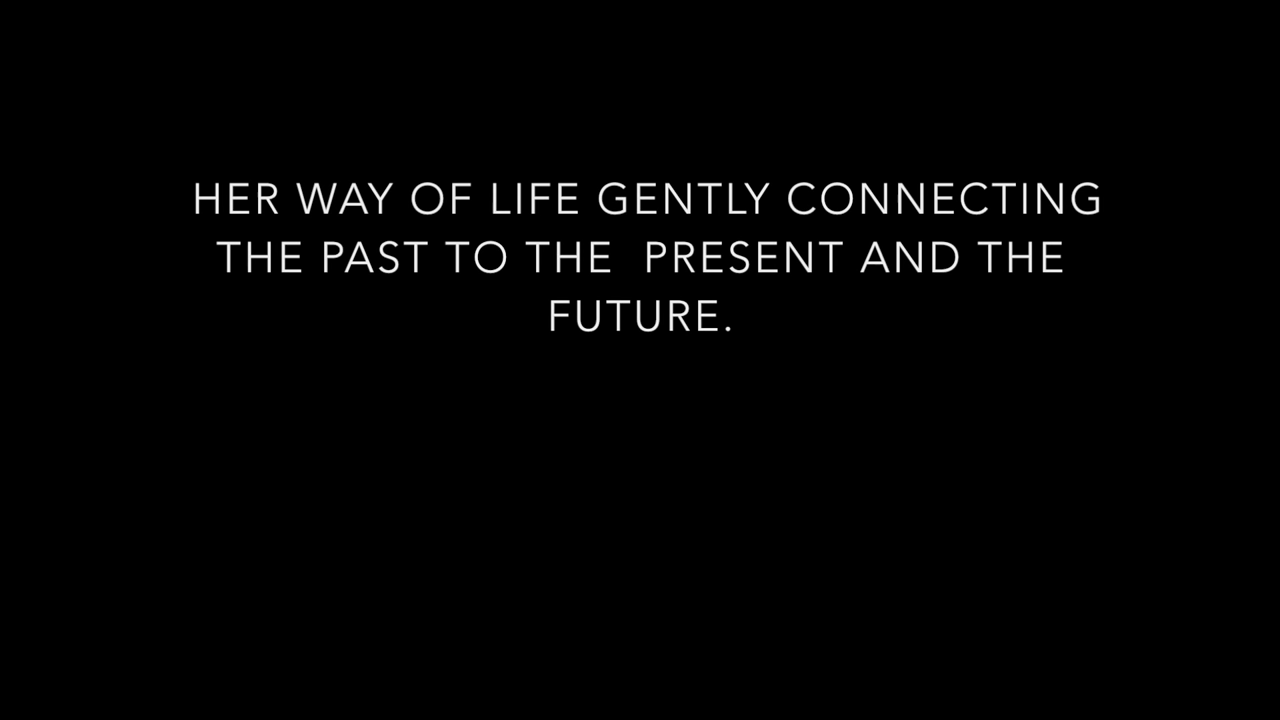 HER WAY OF LIFE GENTLY CONNECTING
THE PAST TO THE  PRESENT AND THE
FUTURE.